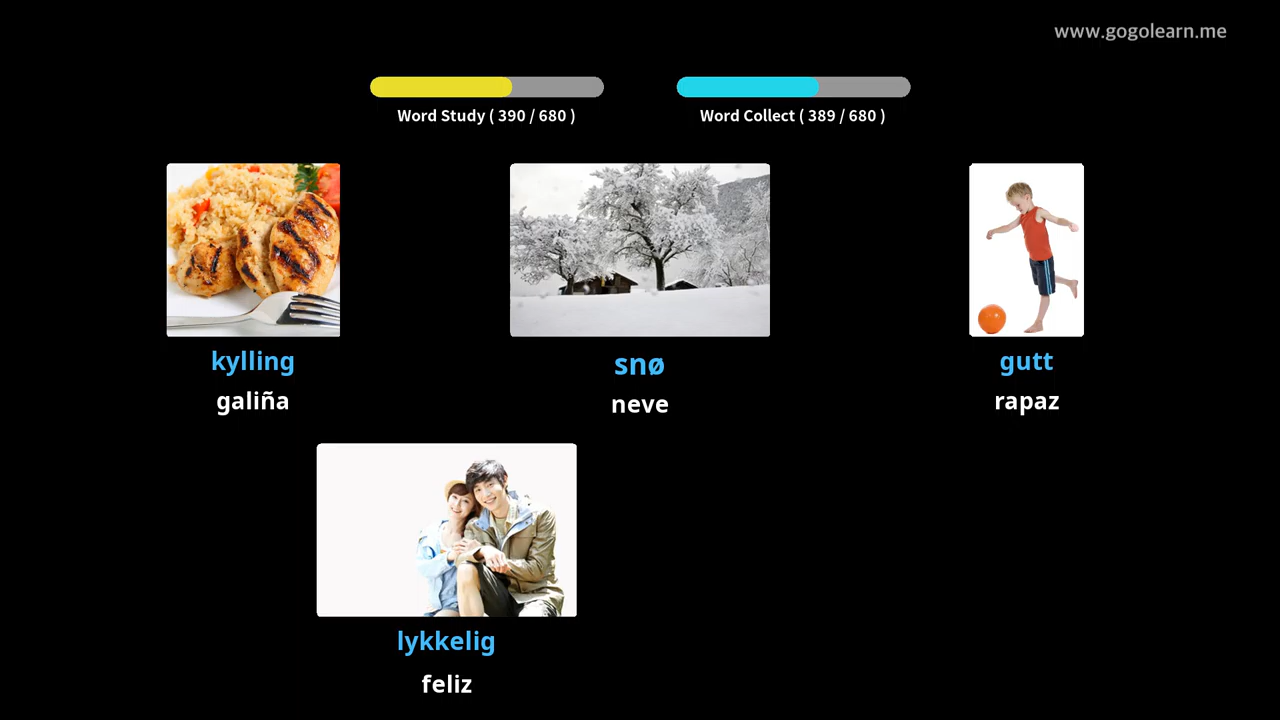 www.gogolearn.me
Word Study ( 390 / 680 )
Word Collect ( 389 / 680 )
kylling
galiña
snø
neve
gutt
rapaz
lykkelig
feliz